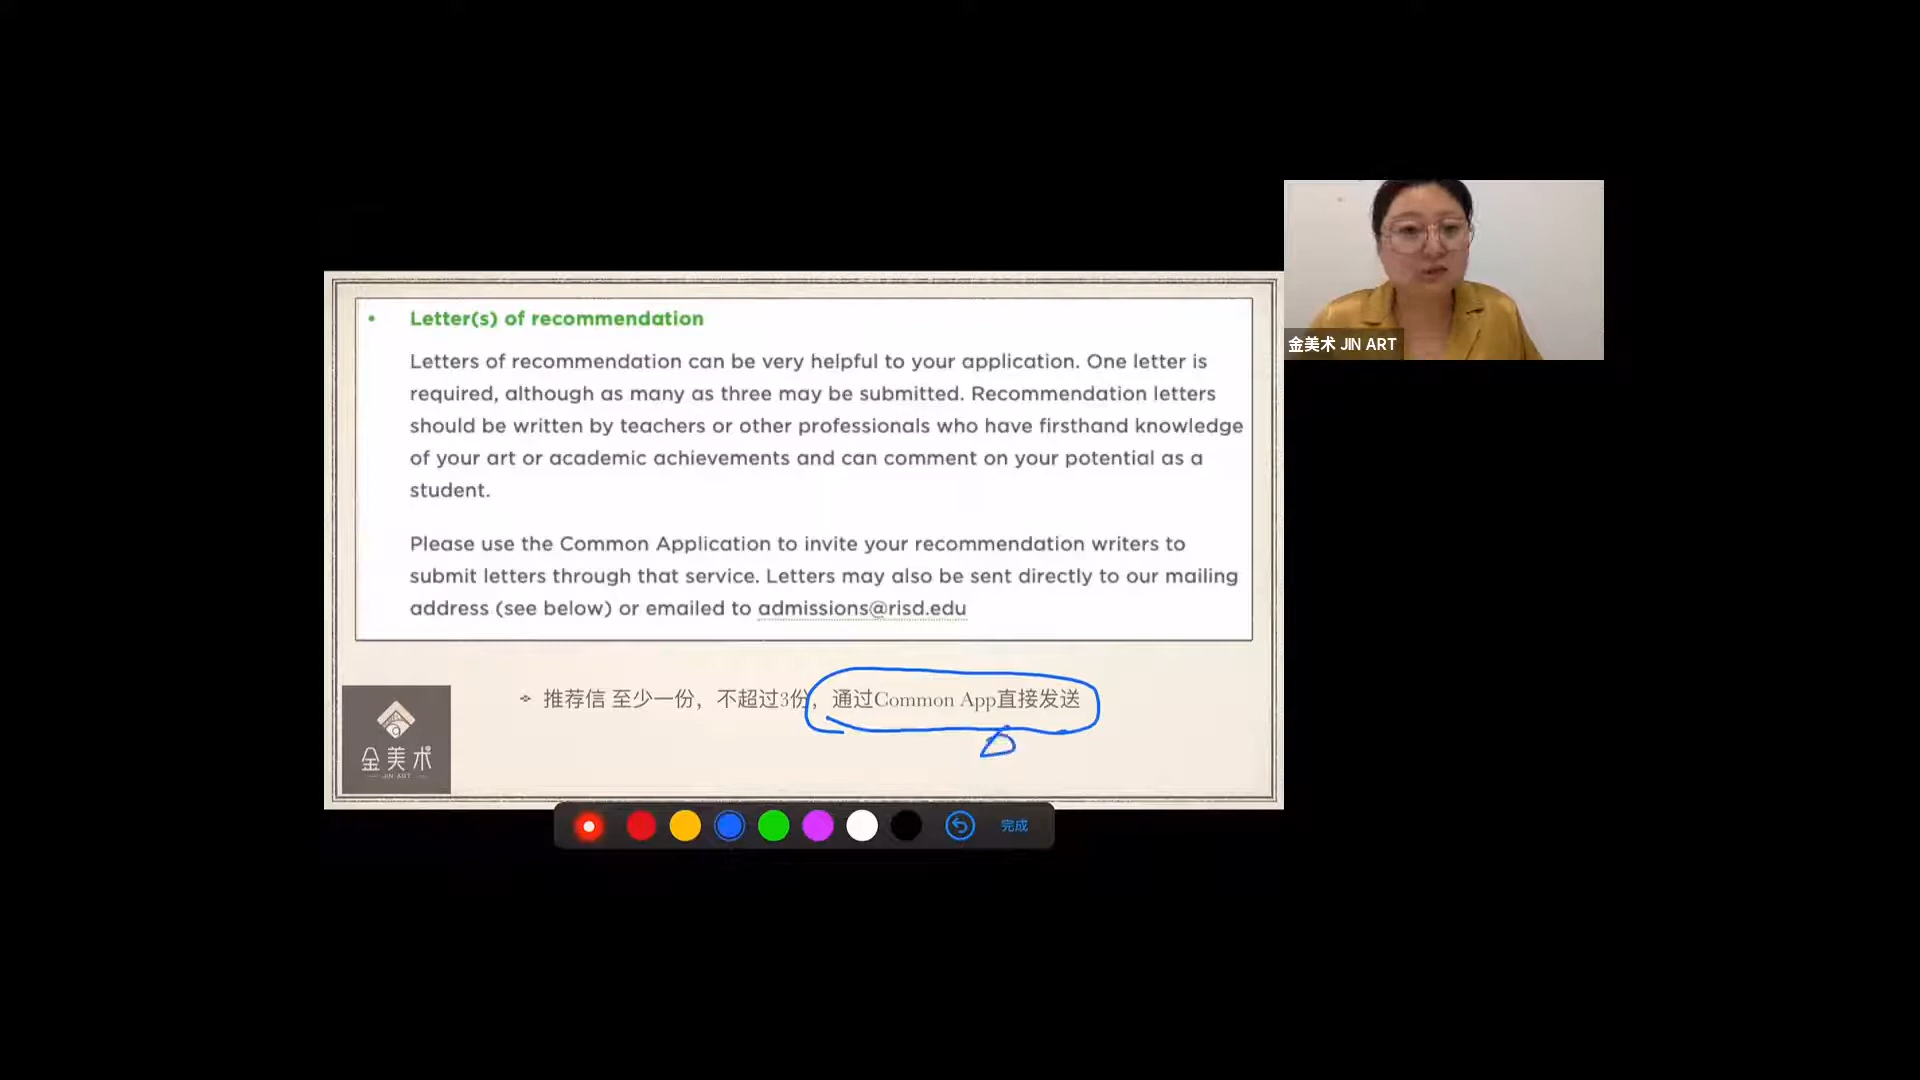 • Letter(s) of recommendation
Letters of recommendation can be very helpful to your application. One letter is
required, although as many as three may be submitted. Recommendation letters
should be written by teachers or other professionals who have firsthand knowledge
of your art or academic achievements and can comment on your potential as a
student.
Please use the Common Application to invite your recommendation writers to
submit letters through that service. Letters may also be sent directly to our mailing
address (see below) or emailed to admissions@risd.edu
推荐信 至少一份，不超过3份，通过Common App直接发送
金美术
JIN ART
完成
金美术 JIN ART